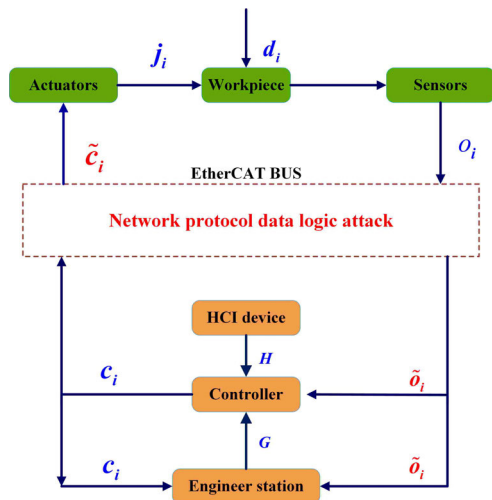 j_i
d_i
Actuators
Workpiece
Sensors
c̃_i
o_i
EtherCAT BUS
Network protocol data logic attack
HCI device
H
c_i
õ_i
Controller
G
c_i
õ_i
Engineer station